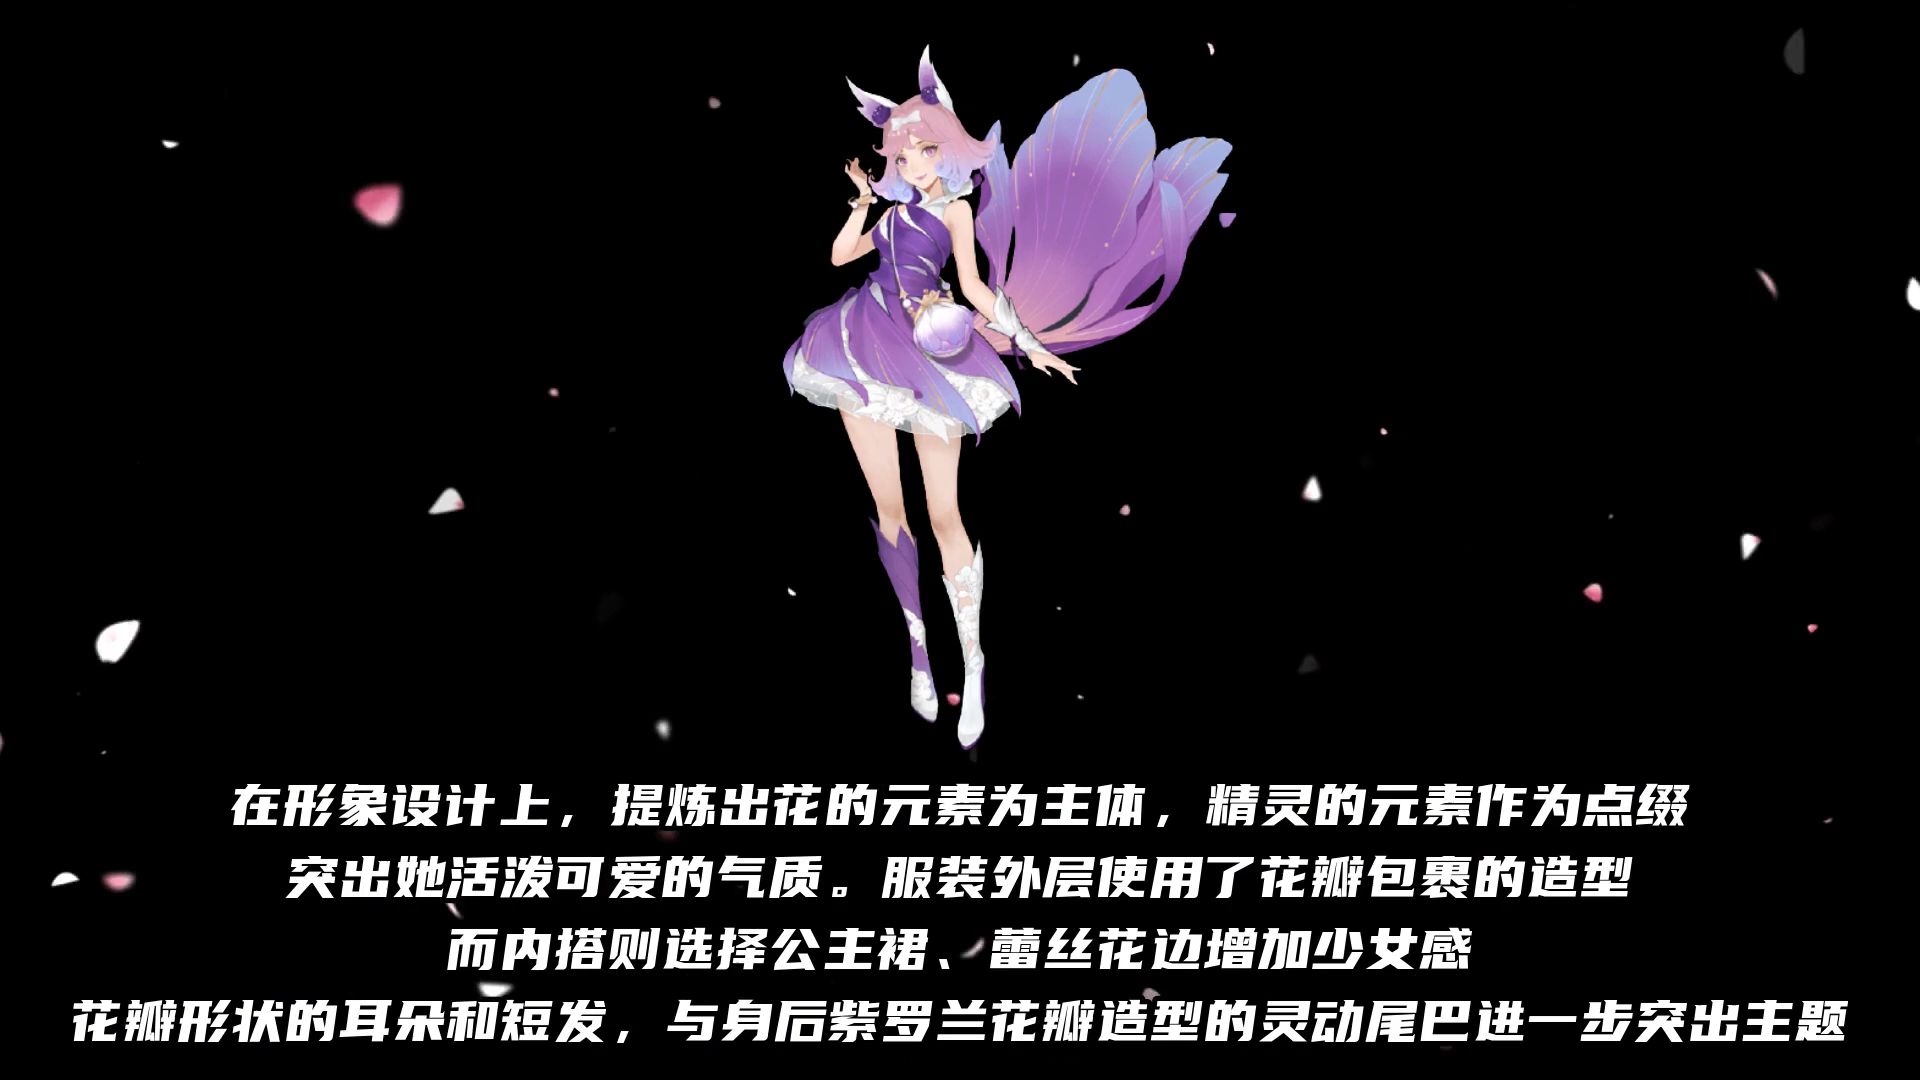 在形象设计上，提炼出花的元素为主体，精灵的元素作为点缀
突出她活泼可爱的气质。服装外层使用了花瓣包裹的造型
而内搭则选择公主裙、蕾丝花边增加少女感
花瓣形状的耳朵和短发，与身后紫罗兰花瓣造型的灵动尾巴进一步突出主题